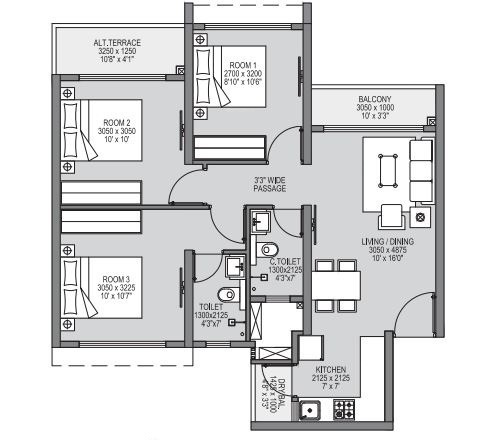 ALT.TERRACE
3250 x 1250
10'8" x 4'1"
ROOM 1
2700 x 3200
8'10" x 10'6"
BALCONY
3050 x 1000
10' x 3'3"
ROOM 2
3050 x 3050
10' x 10'
3'3" WIDE
PASSAGE
LIVING / DINING
3050 x 4875
10' x 16'0"
C.TOILET
1300x2125
4'3"x7'
ROOM 3
3050 x 3225
10' x 10'7"
TOILET
1300x2125
4'3"x7'
KITCHEN
2125 x 2125
7' x 7'
DRY.BAL
1425 x 1000
4'8" x 3'3"